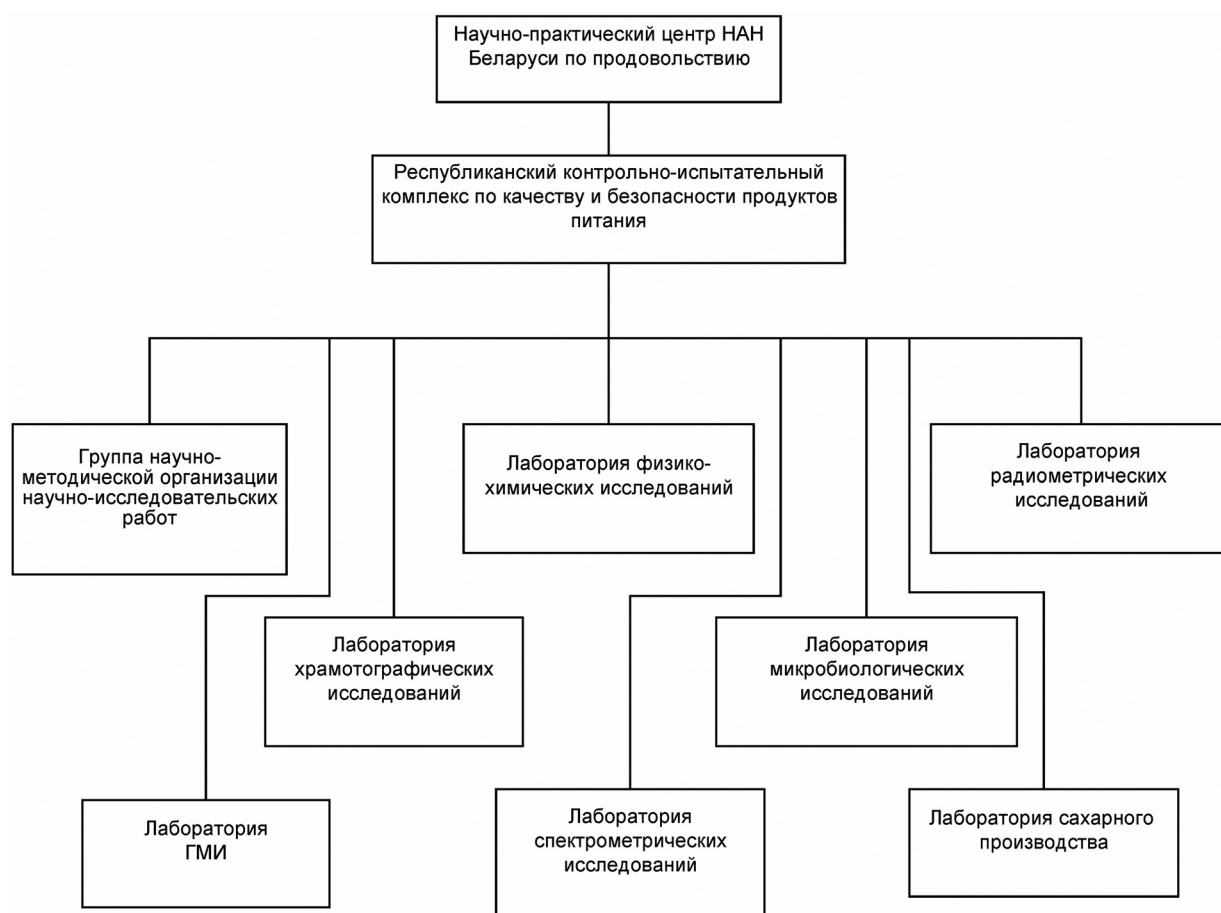 Научно-практический центр НАН
Беларуси по продовольствию
Республиканский контрольно-испытательный
комплекс по качеству и безопасности продуктов
питания
Группа научно-
методической организации
научно-исследовательских
работ
Лаборатория физико-
химических исследований
Лаборатория
радиометрических
исследований
Лаборатория
храмотографических
исследований
Лаборатория
микробиологических
исследований
Лаборатория
ГМИ
Лаборатория
спектрометрических
исследований
Лаборатория сахарного
производства